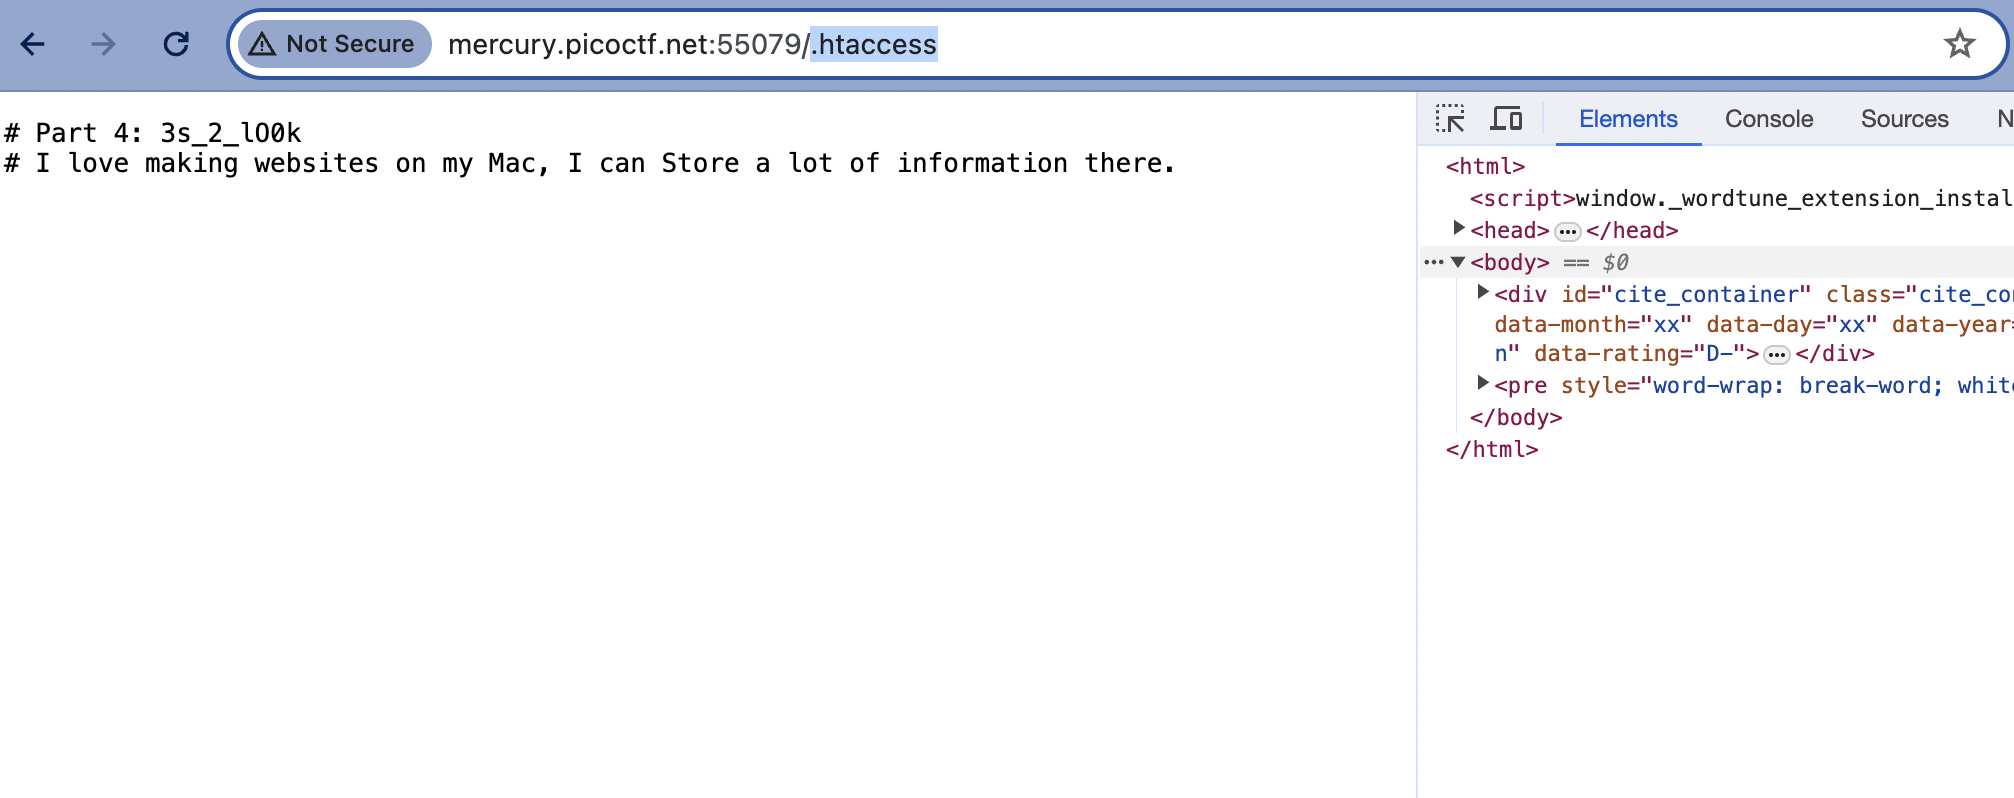 Not Secure mercury.picoctf.net:55079/.htaccess
# Part 4: 3s_2_lO0k
# I love making websites on my Mac, I can Store a lot of information there.
Elements Console Sources N
<html>
<script>window._wordtune_extension_instal
<head> ••• </head>
••• <body> == $0
<div id="cite_container" class="cite_co
data-month="xx" data-day="xx" data-year=
n" data-rating="D-"> ••• </div>
<pre style="word-wrap: break-word; whit
</body>
</html>